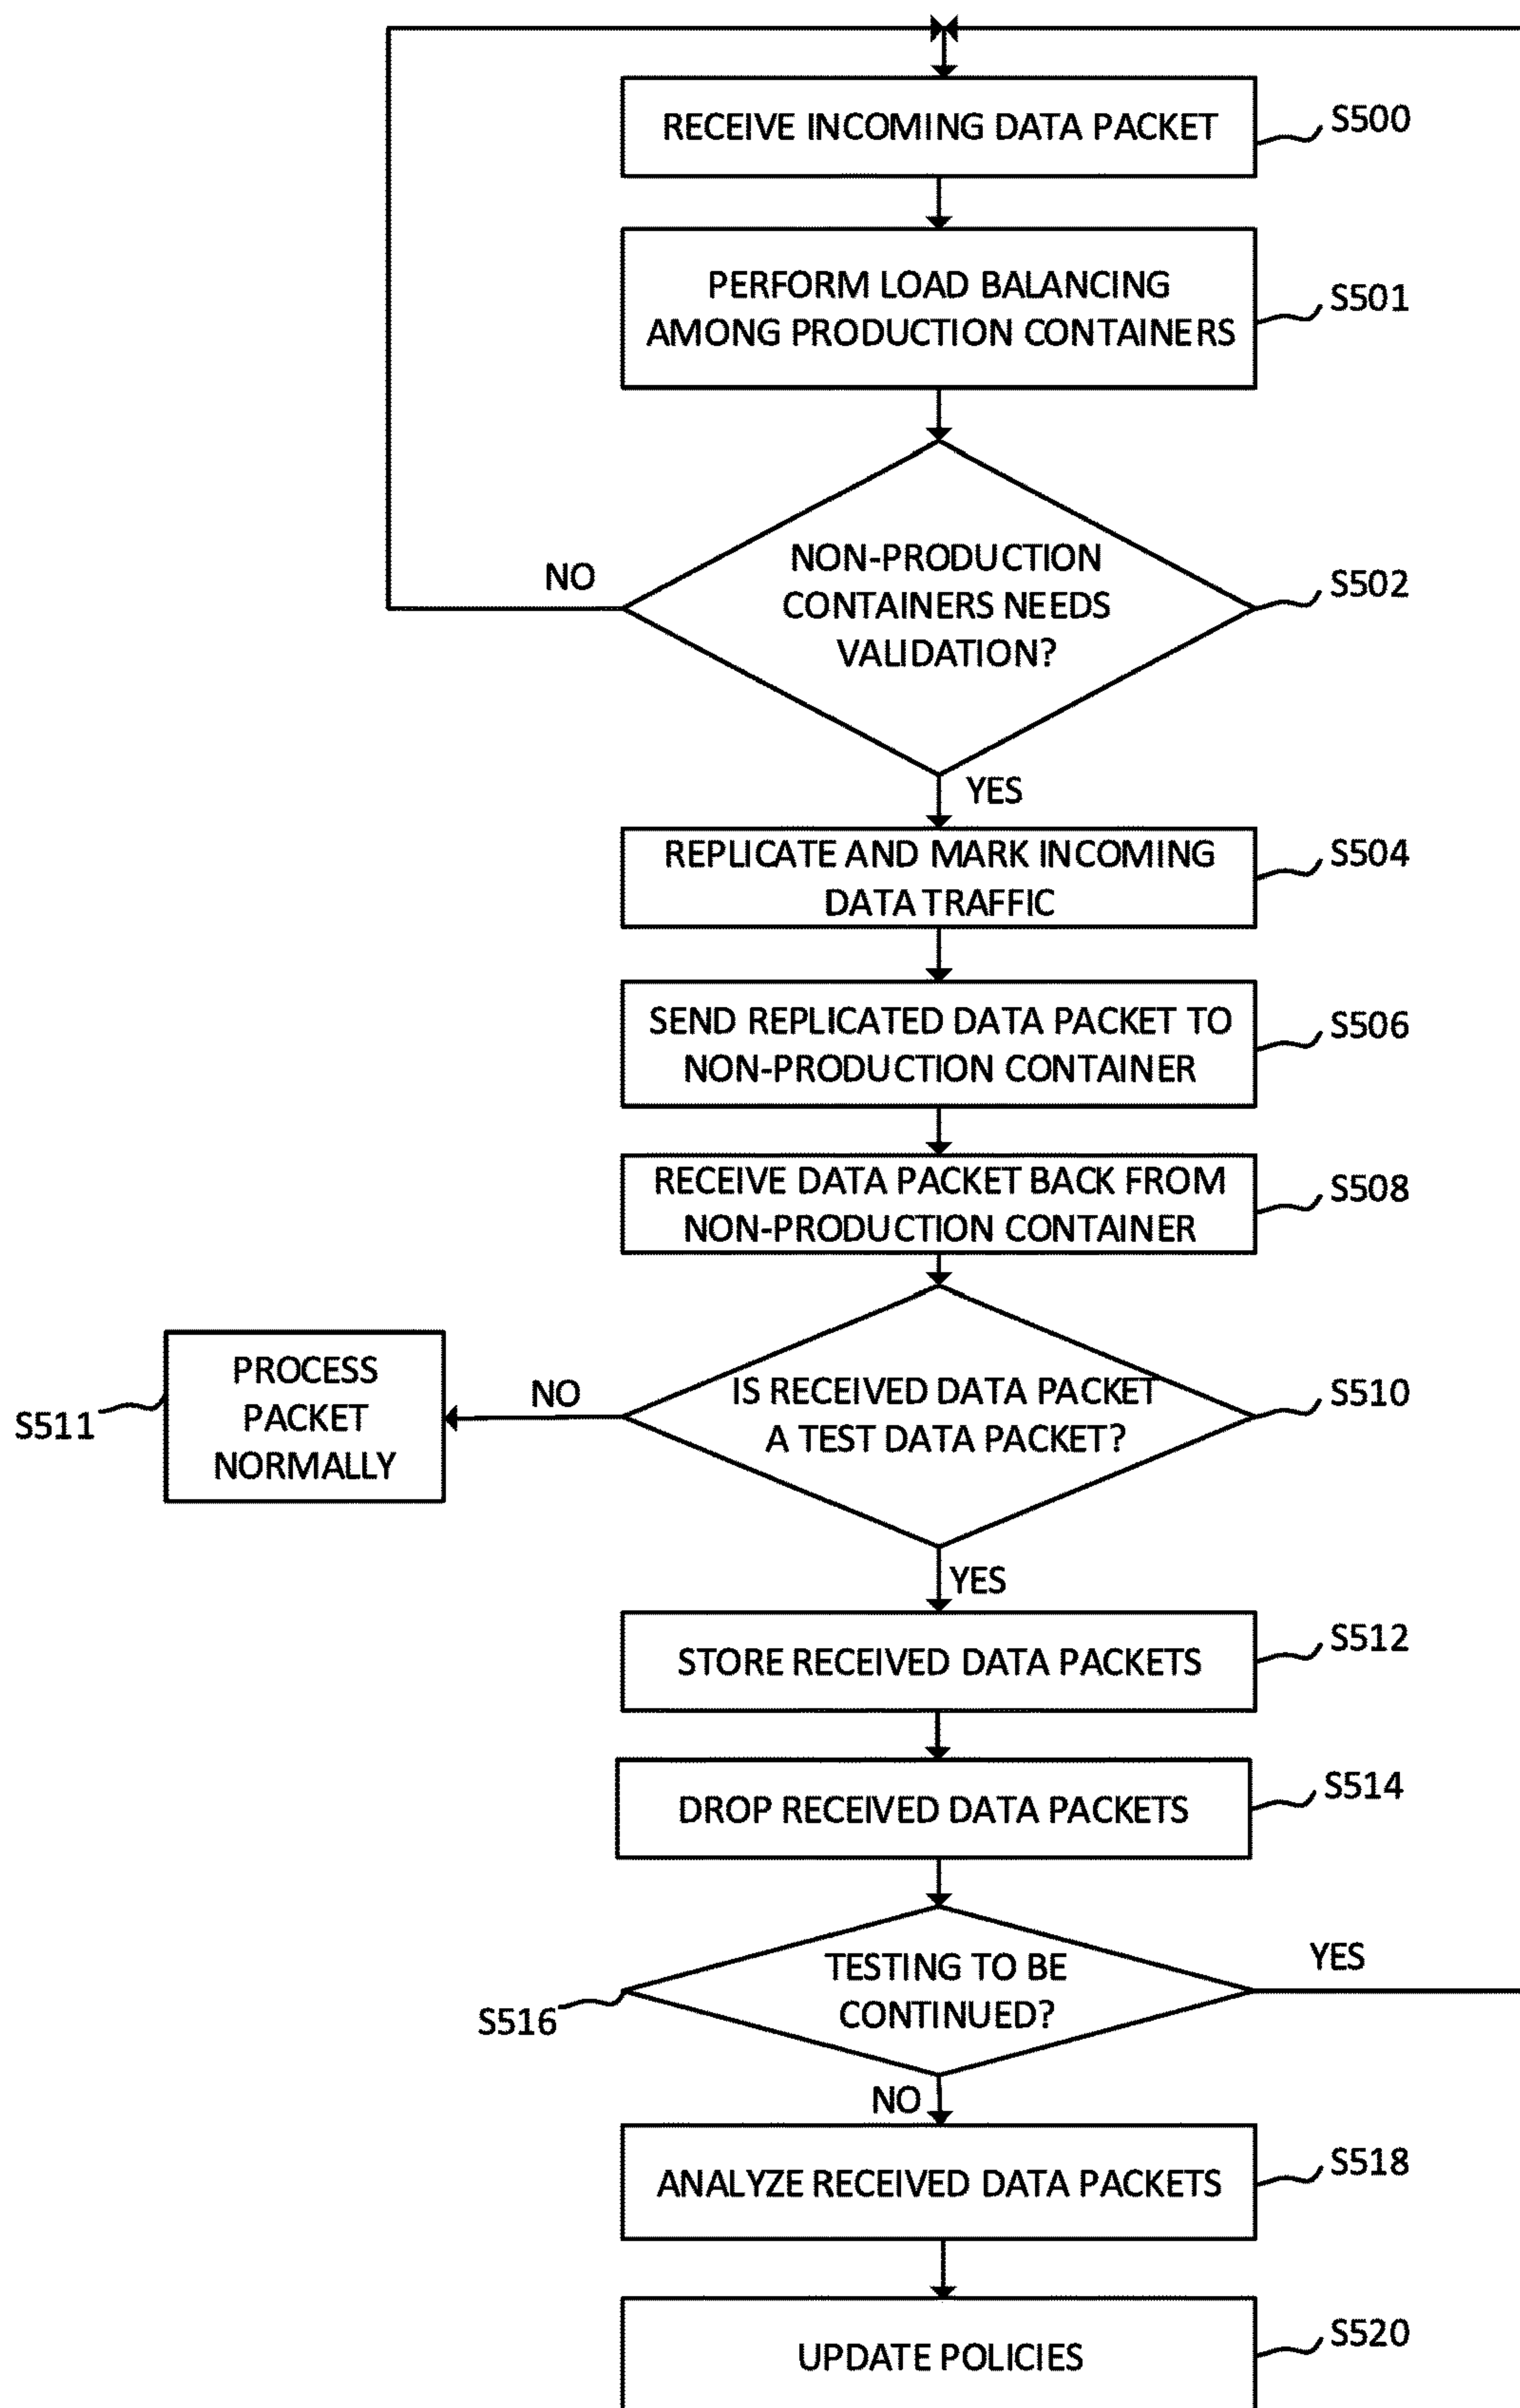 RECEIVE INCOMING DATA PACKET
S500
PERFORM LOAD BALANCING
AMONG PRODUCTION CONTAINERS
S501
NON-PRODUCTION
CONTAINERS NEEDS
VALIDATION?
NO
S502
YES
REPLICATE AND MARK INCOMING
DATA TRAFFIC
S504
SEND REPLICATED DATA PACKET TO
NON-PRODUCTION CONTAINER
S506
RECEIVE DATA PACKET BACK FROM
NON-PRODUCTION CONTAINER
S508
IS RECEIVED DATA PACKET
A TEST DATA PACKET?
S510
NO
PROCESS
PACKET
NORMALLY
S511
YES
STORE RECEIVED DATA PACKETS
S512
DROP RECEIVED DATA PACKETS
S514
TESTING TO BE
CONTINUED?
YES
S516
NO
ANALYZE RECEIVED DATA PACKETS
S518
UPDATE POLICIES
S520